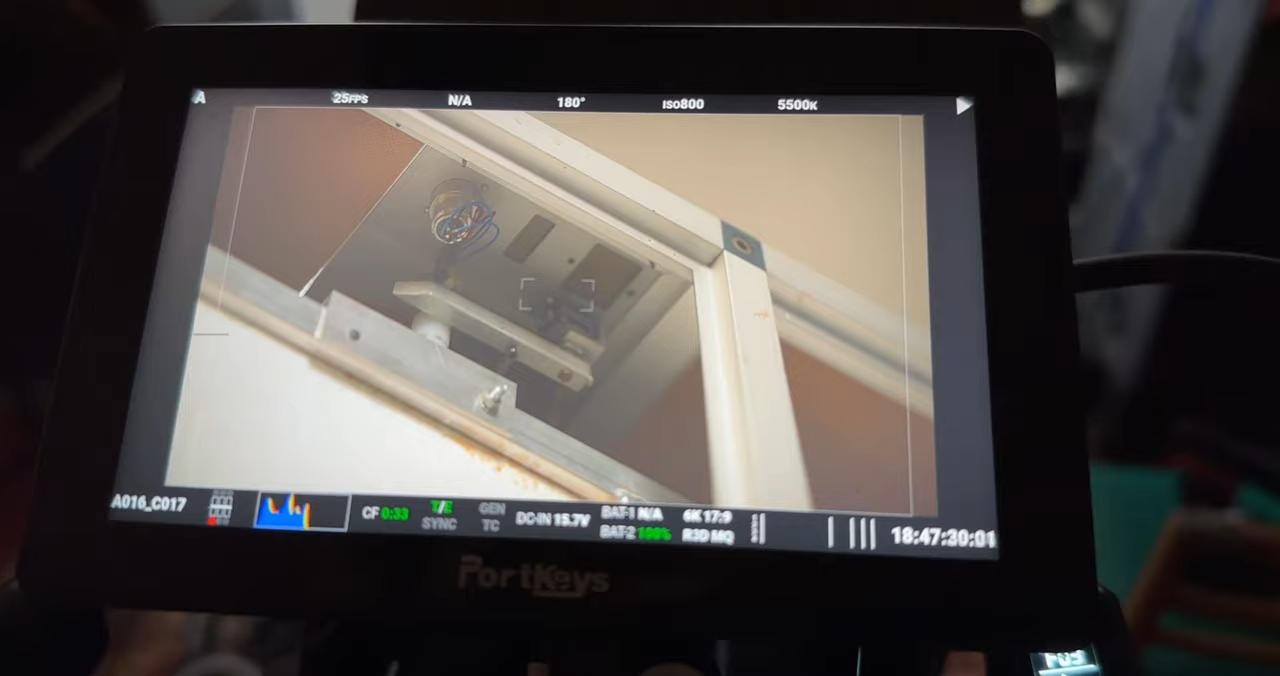 A 25FPS N/A 180° ISO800 5500K
A016_C017 CF 0:33 T/E SYNC GEN TC DC-IN 15.7V BAT-1 N/A BAT-2 100% 6K 17:9 R3D MQ 18:47:30:01
PortKeys